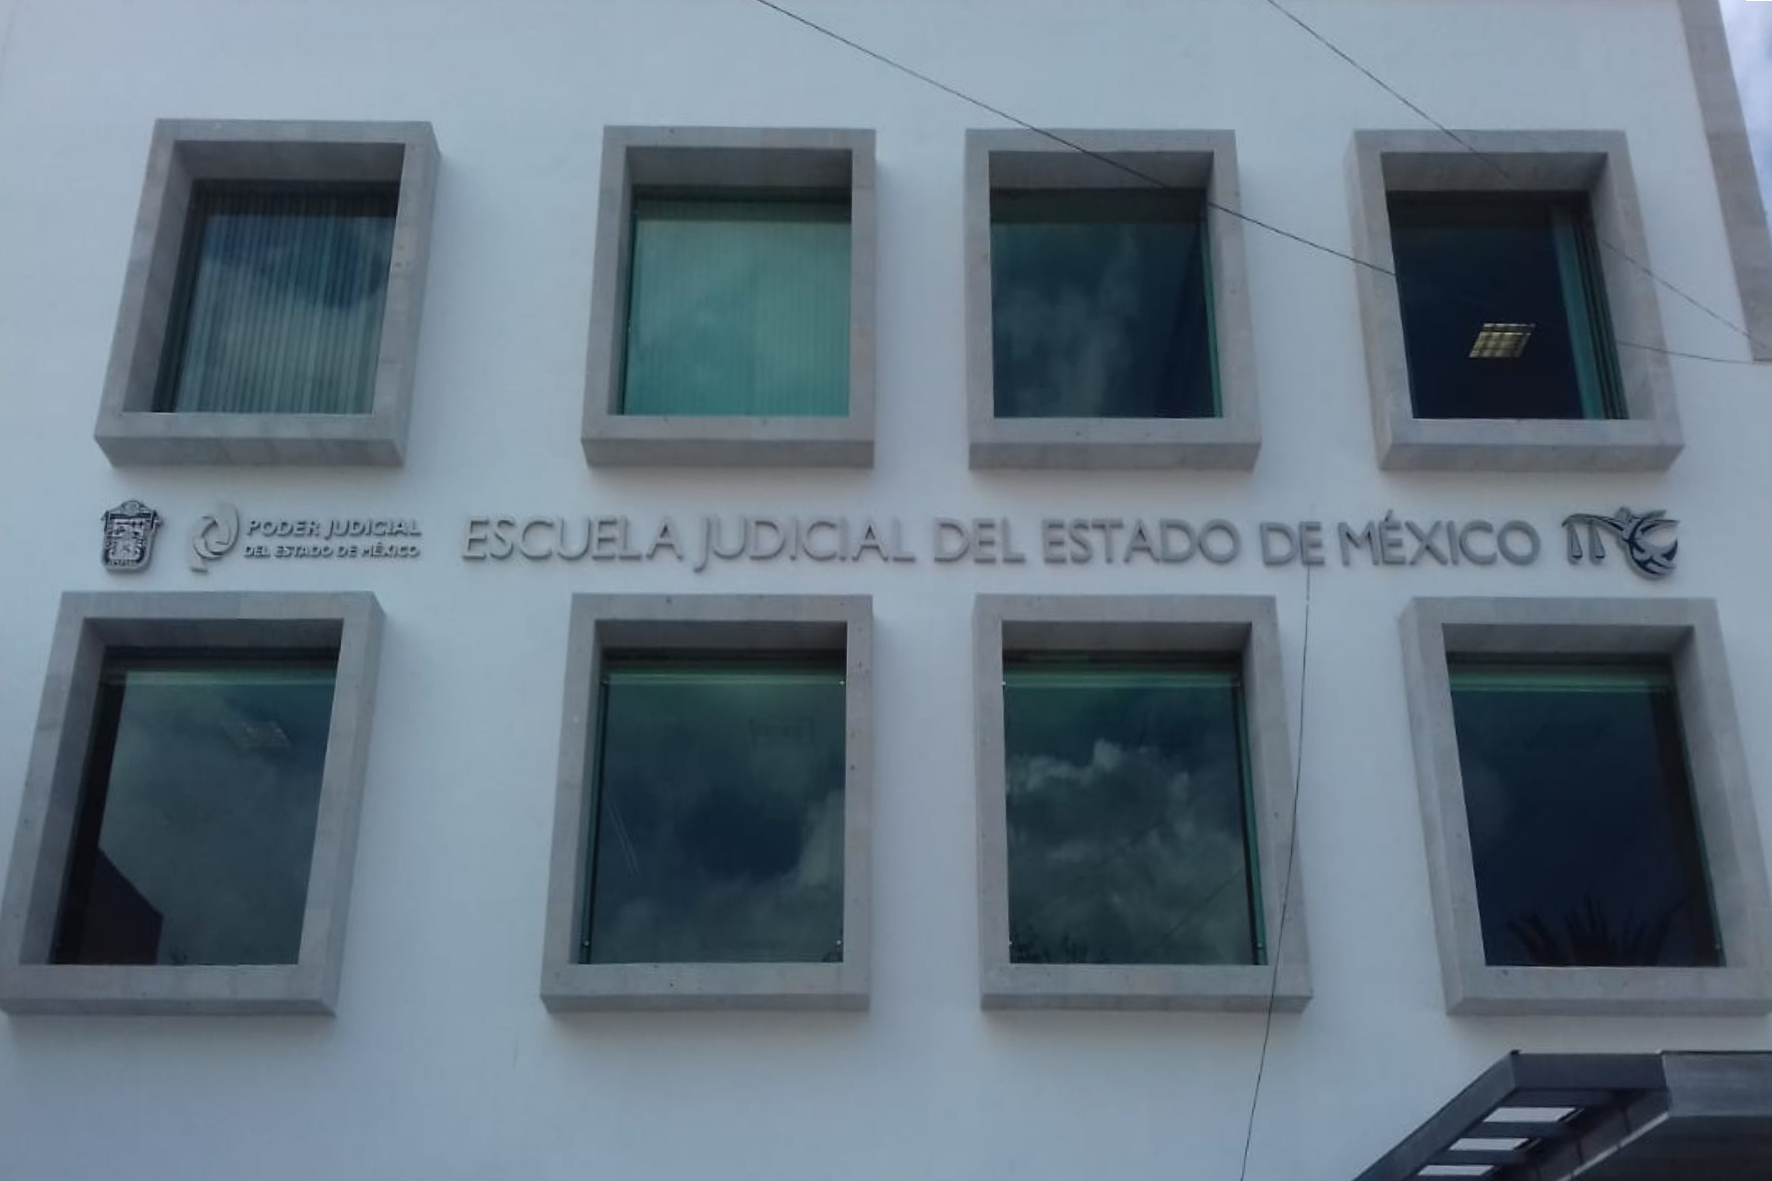 PODER JUDICIAL
DEL ESTADO DE MÉXICO
ESCUELA JUDICIAL DEL ESTADO DE MÉXICO